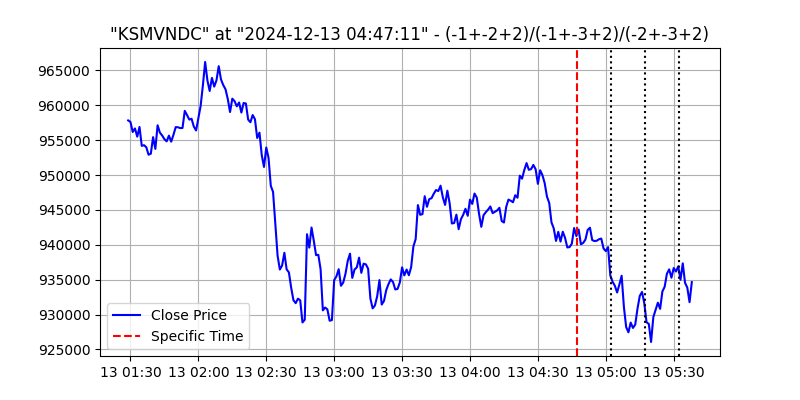 "KSMVNDC" at "2024-12-13 04:47:11" - (-1+-2+2)/(-1+-3+2)/(-2+-3+2)
965000
960000
955000
950000
945000
940000
935000
930000
925000
Close Price
Specific Time
13 01:30 13 02:00 13 02:30 13 03:00 13 03:30 13 04:00 13 04:30 13 05:00 13 05:30